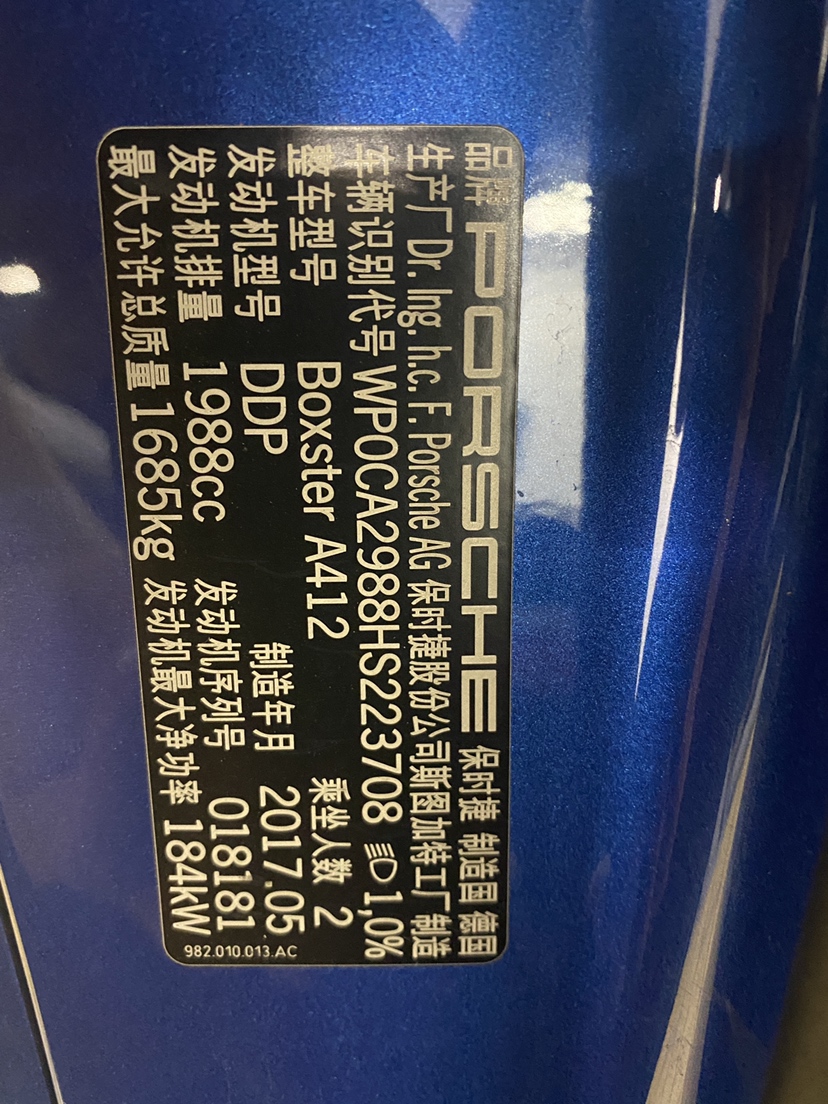 品牌 PORSCHE 保时捷 制造国 德国
生产厂 Dr. Ing. h.c. F. Porsche AG 保时捷股份公司斯图加特工厂制造
车辆识别代号 WP0CA2988HS223708 1,0%
整车型号 Boxster A412 乘坐人数 2
发动机型号 DDP 制造年月 2017.05
发动机排量 1988cc 发动机序列号 018181
最大允许总质量 1685kg 发动机最大净功率 184kW
982.010.013.AC